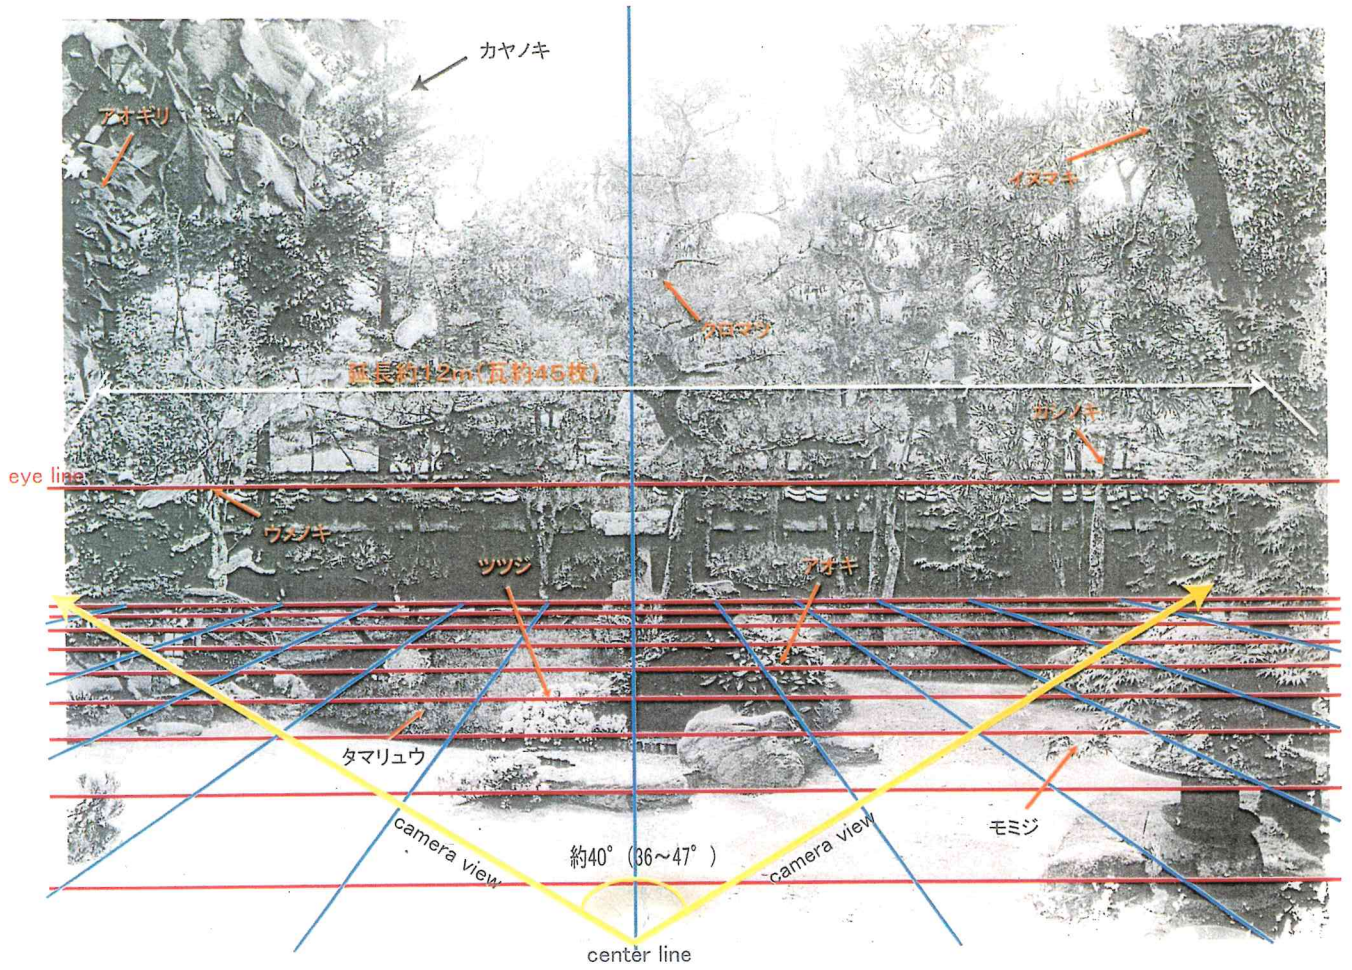 カヤノキ
アオギリ
イヌマキ
クロマツ
延長約12m(瓦約45枚)
カシノキ
eye line
ウメノキ
ツツジ
アオキ
タマリュウ
モミジ
camera view
camera view
約40°(36～47°)
center line